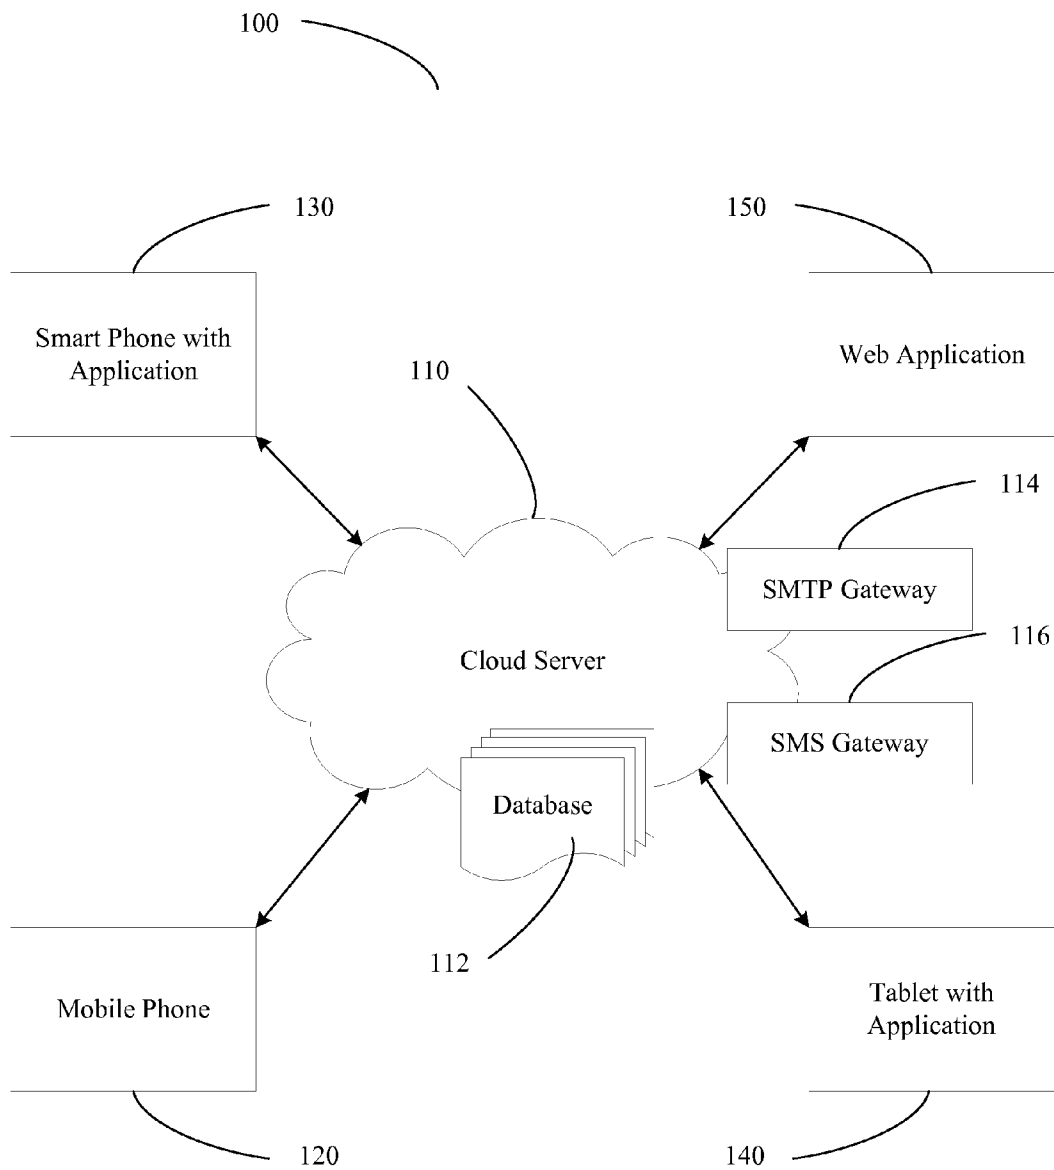 100
130
150
Smart Phone with
Application
Web Application
110
114
SMTP Gateway
116
Cloud Server
SMS Gateway
Database
112
Mobile Phone
Tablet with
Application
120
140